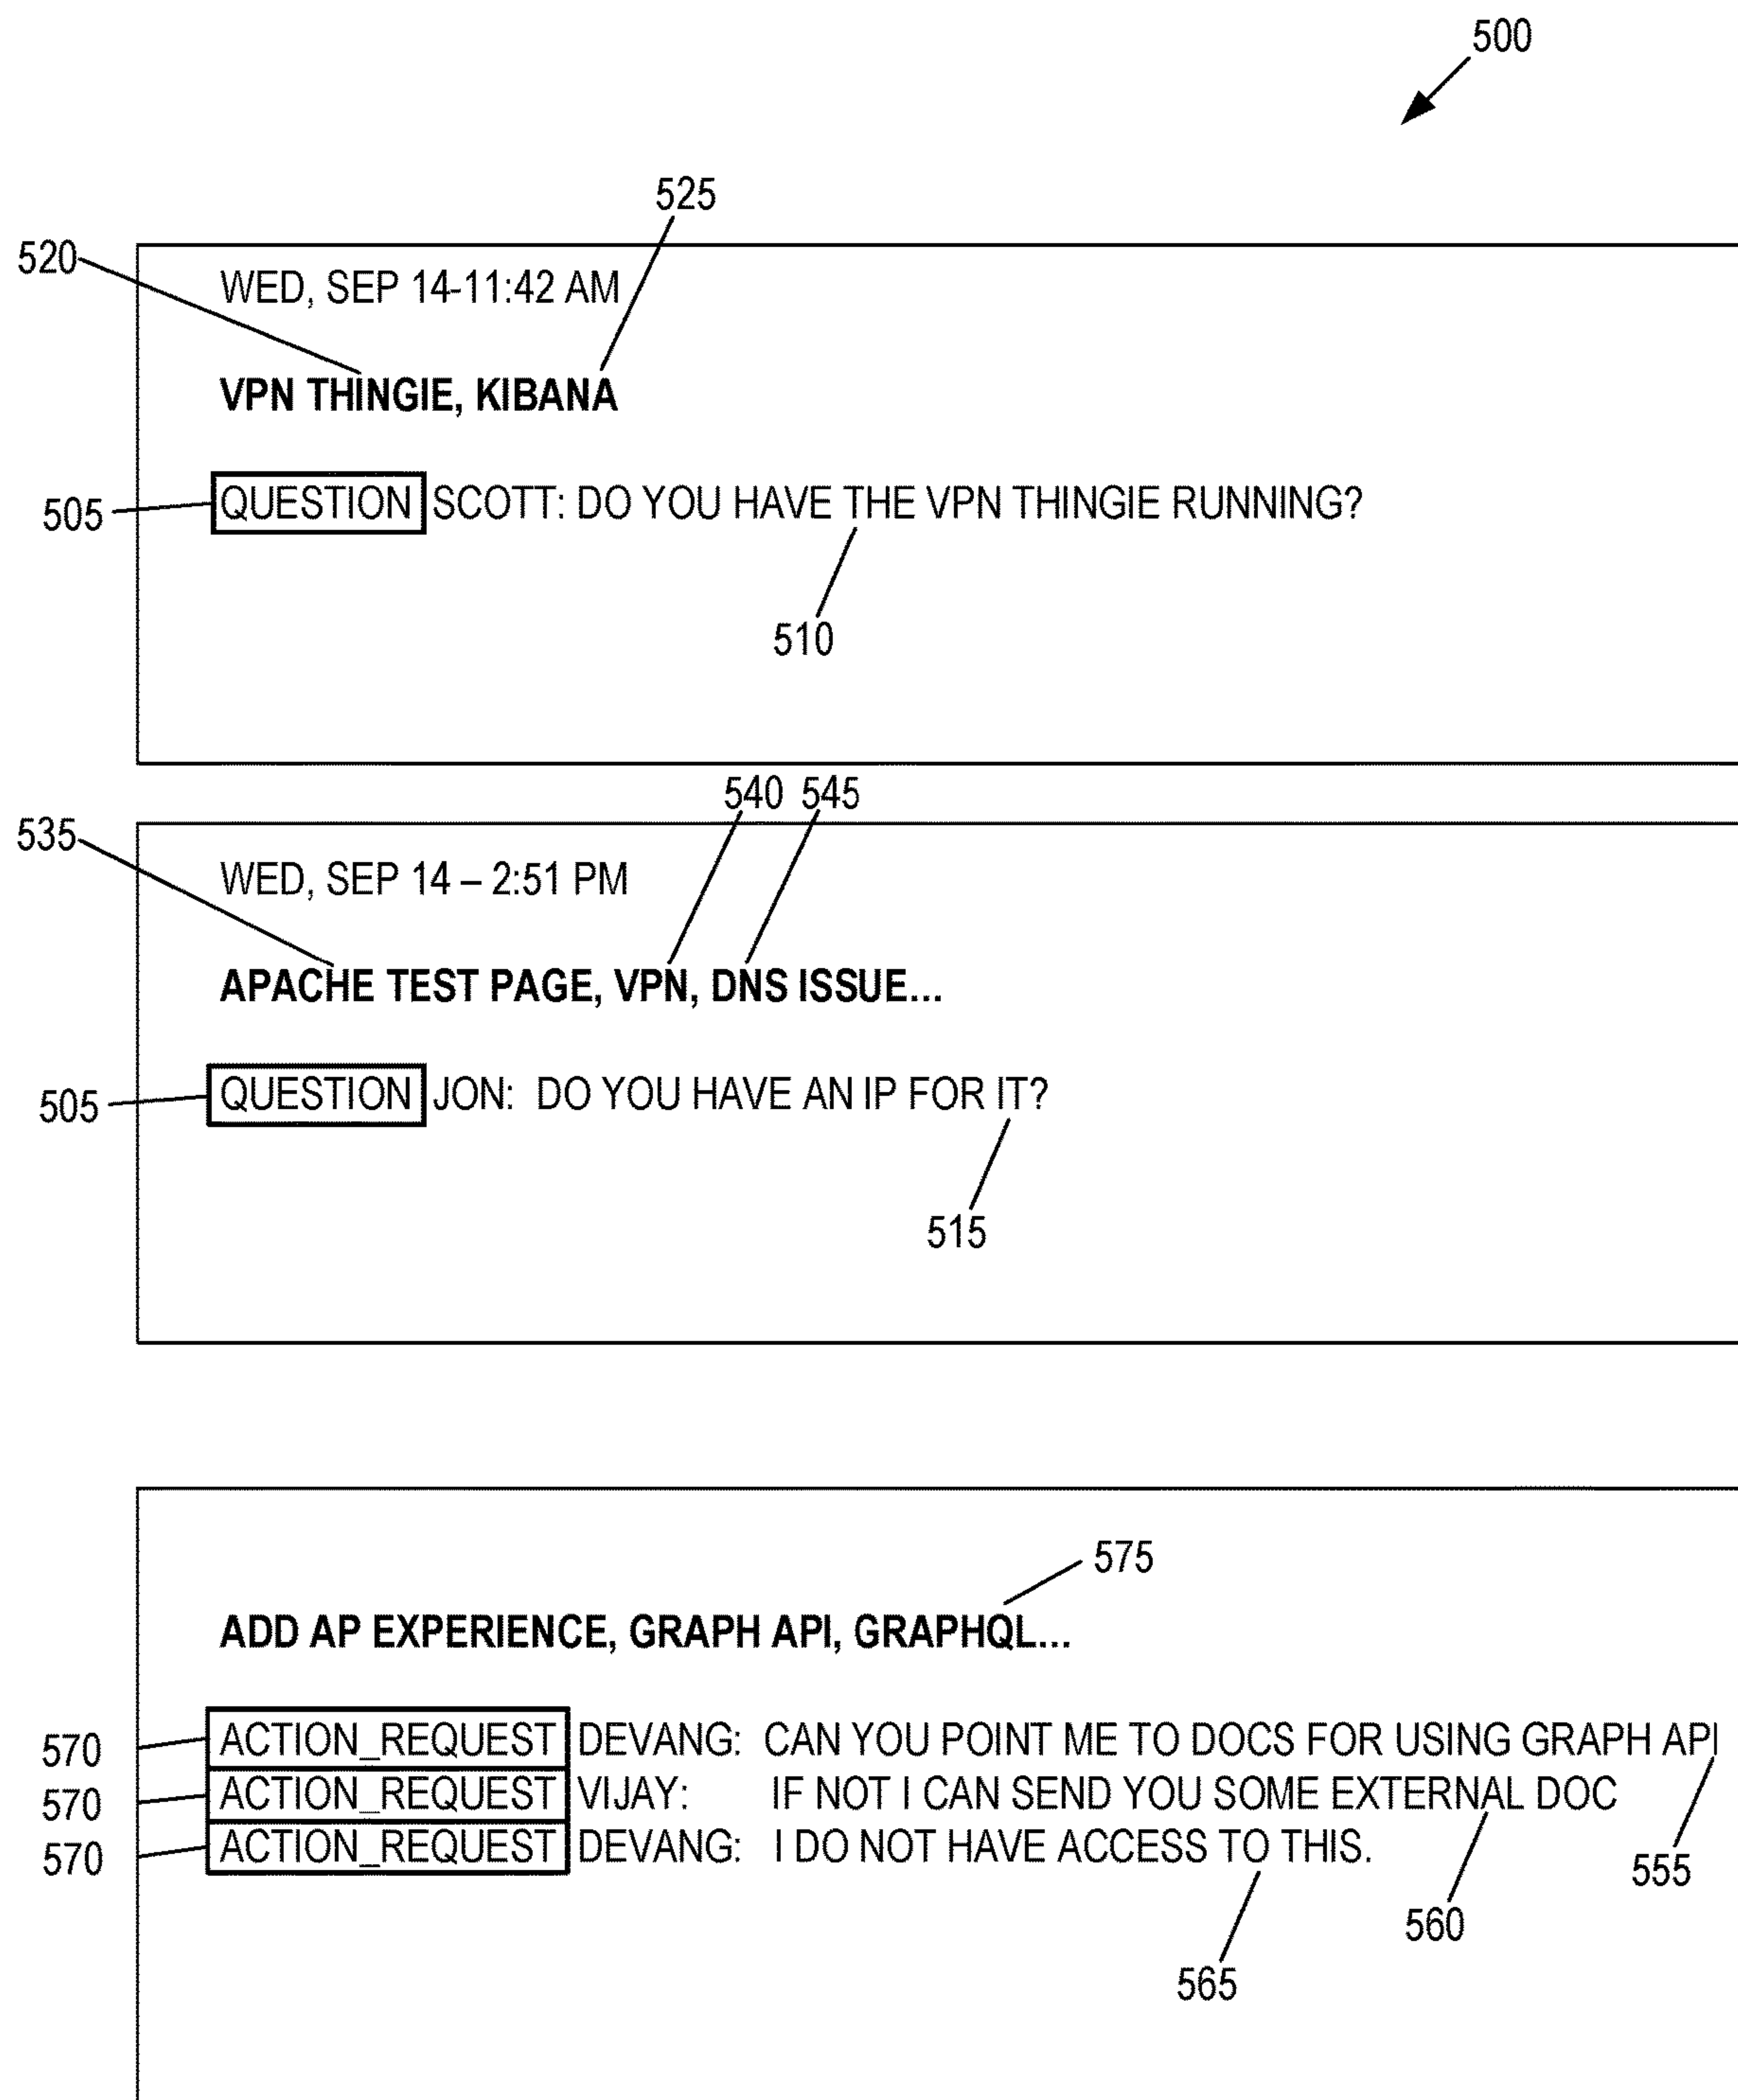 500
525
520
WED, SEP 14-11:42 AM
VPN THINGIE, KIBANA
505 QUESTION SCOTT: DO YOU HAVE THE VPN THINGIE RUNNING?
510
540 545
535
WED, SEP 14 – 2:51 PM
APACHE TEST PAGE, VPN, DNS ISSUE...
505 QUESTION JON: DO YOU HAVE AN IP FOR IT?
515
575
ADD AP EXPERIENCE, GRAPH API, GRAPHQL...
570 ACTION_REQUEST DEVANG: CAN YOU POINT ME TO DOCS FOR USING GRAPH API
570 ACTION_REQUEST VIJAY: IF NOT I CAN SEND YOU SOME EXTERNAL DOC
570 ACTION_REQUEST DEVANG: I DO NOT HAVE ACCESS TO THIS.
555
560
565